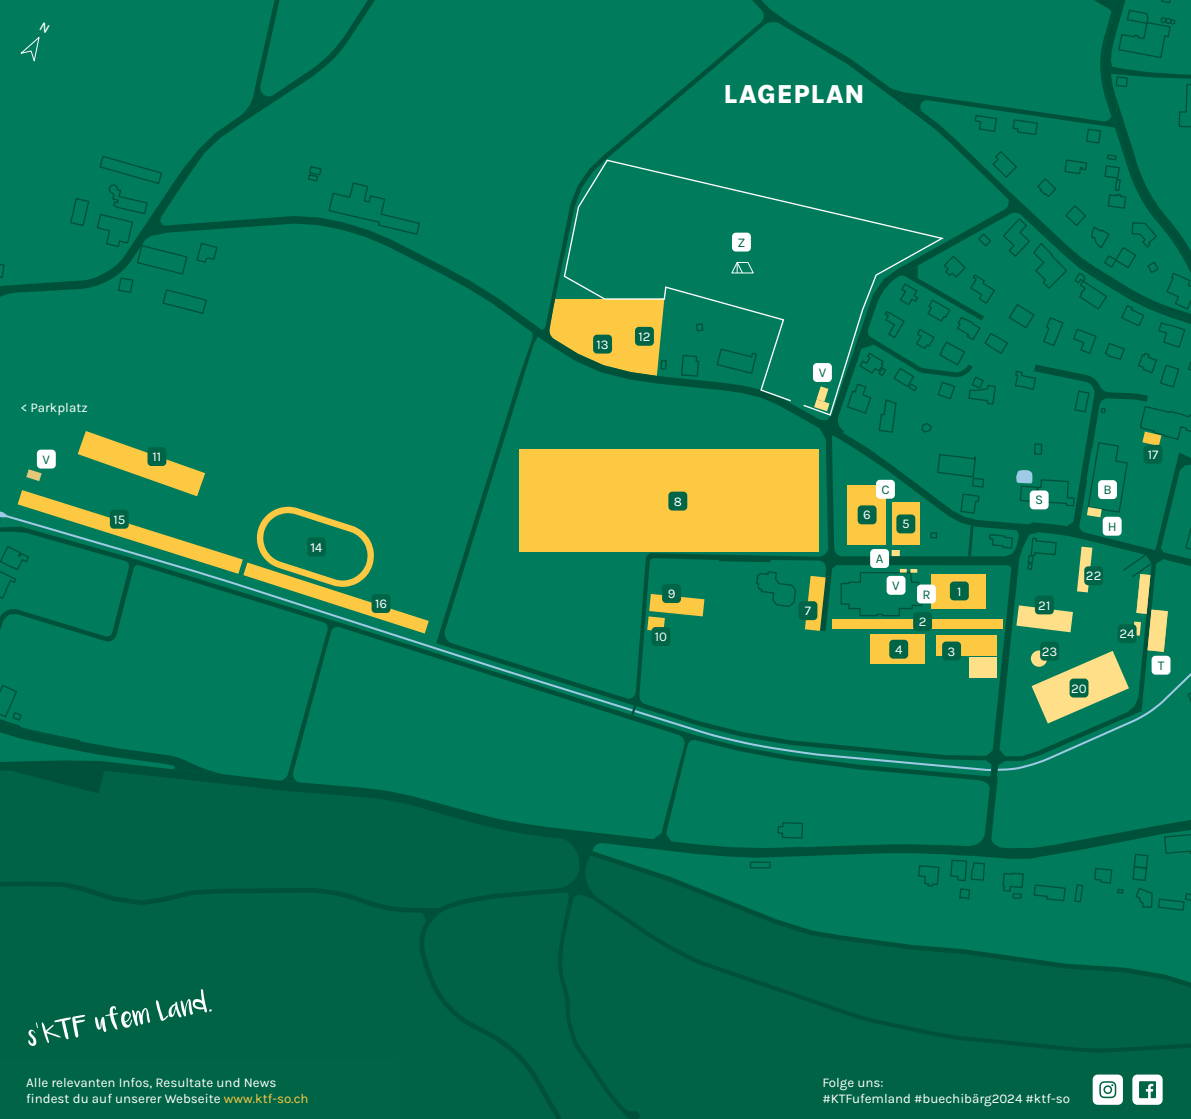 N
LAGEPLAN
Z
12
13
V
< Parkplatz
11
V
17
8
C
B
S
6
5
15
H
14
A
22
V
R
1
9
16
21
7
2
10
24
4
3
23
T
20
s'KTF ufem Land.
Alle relevanten Infos, Resultate und News
findest du auf unserer Webseite www.ktf-so.ch
Folge uns:
#KTFufemland #buechibärg2024 #ktf-so